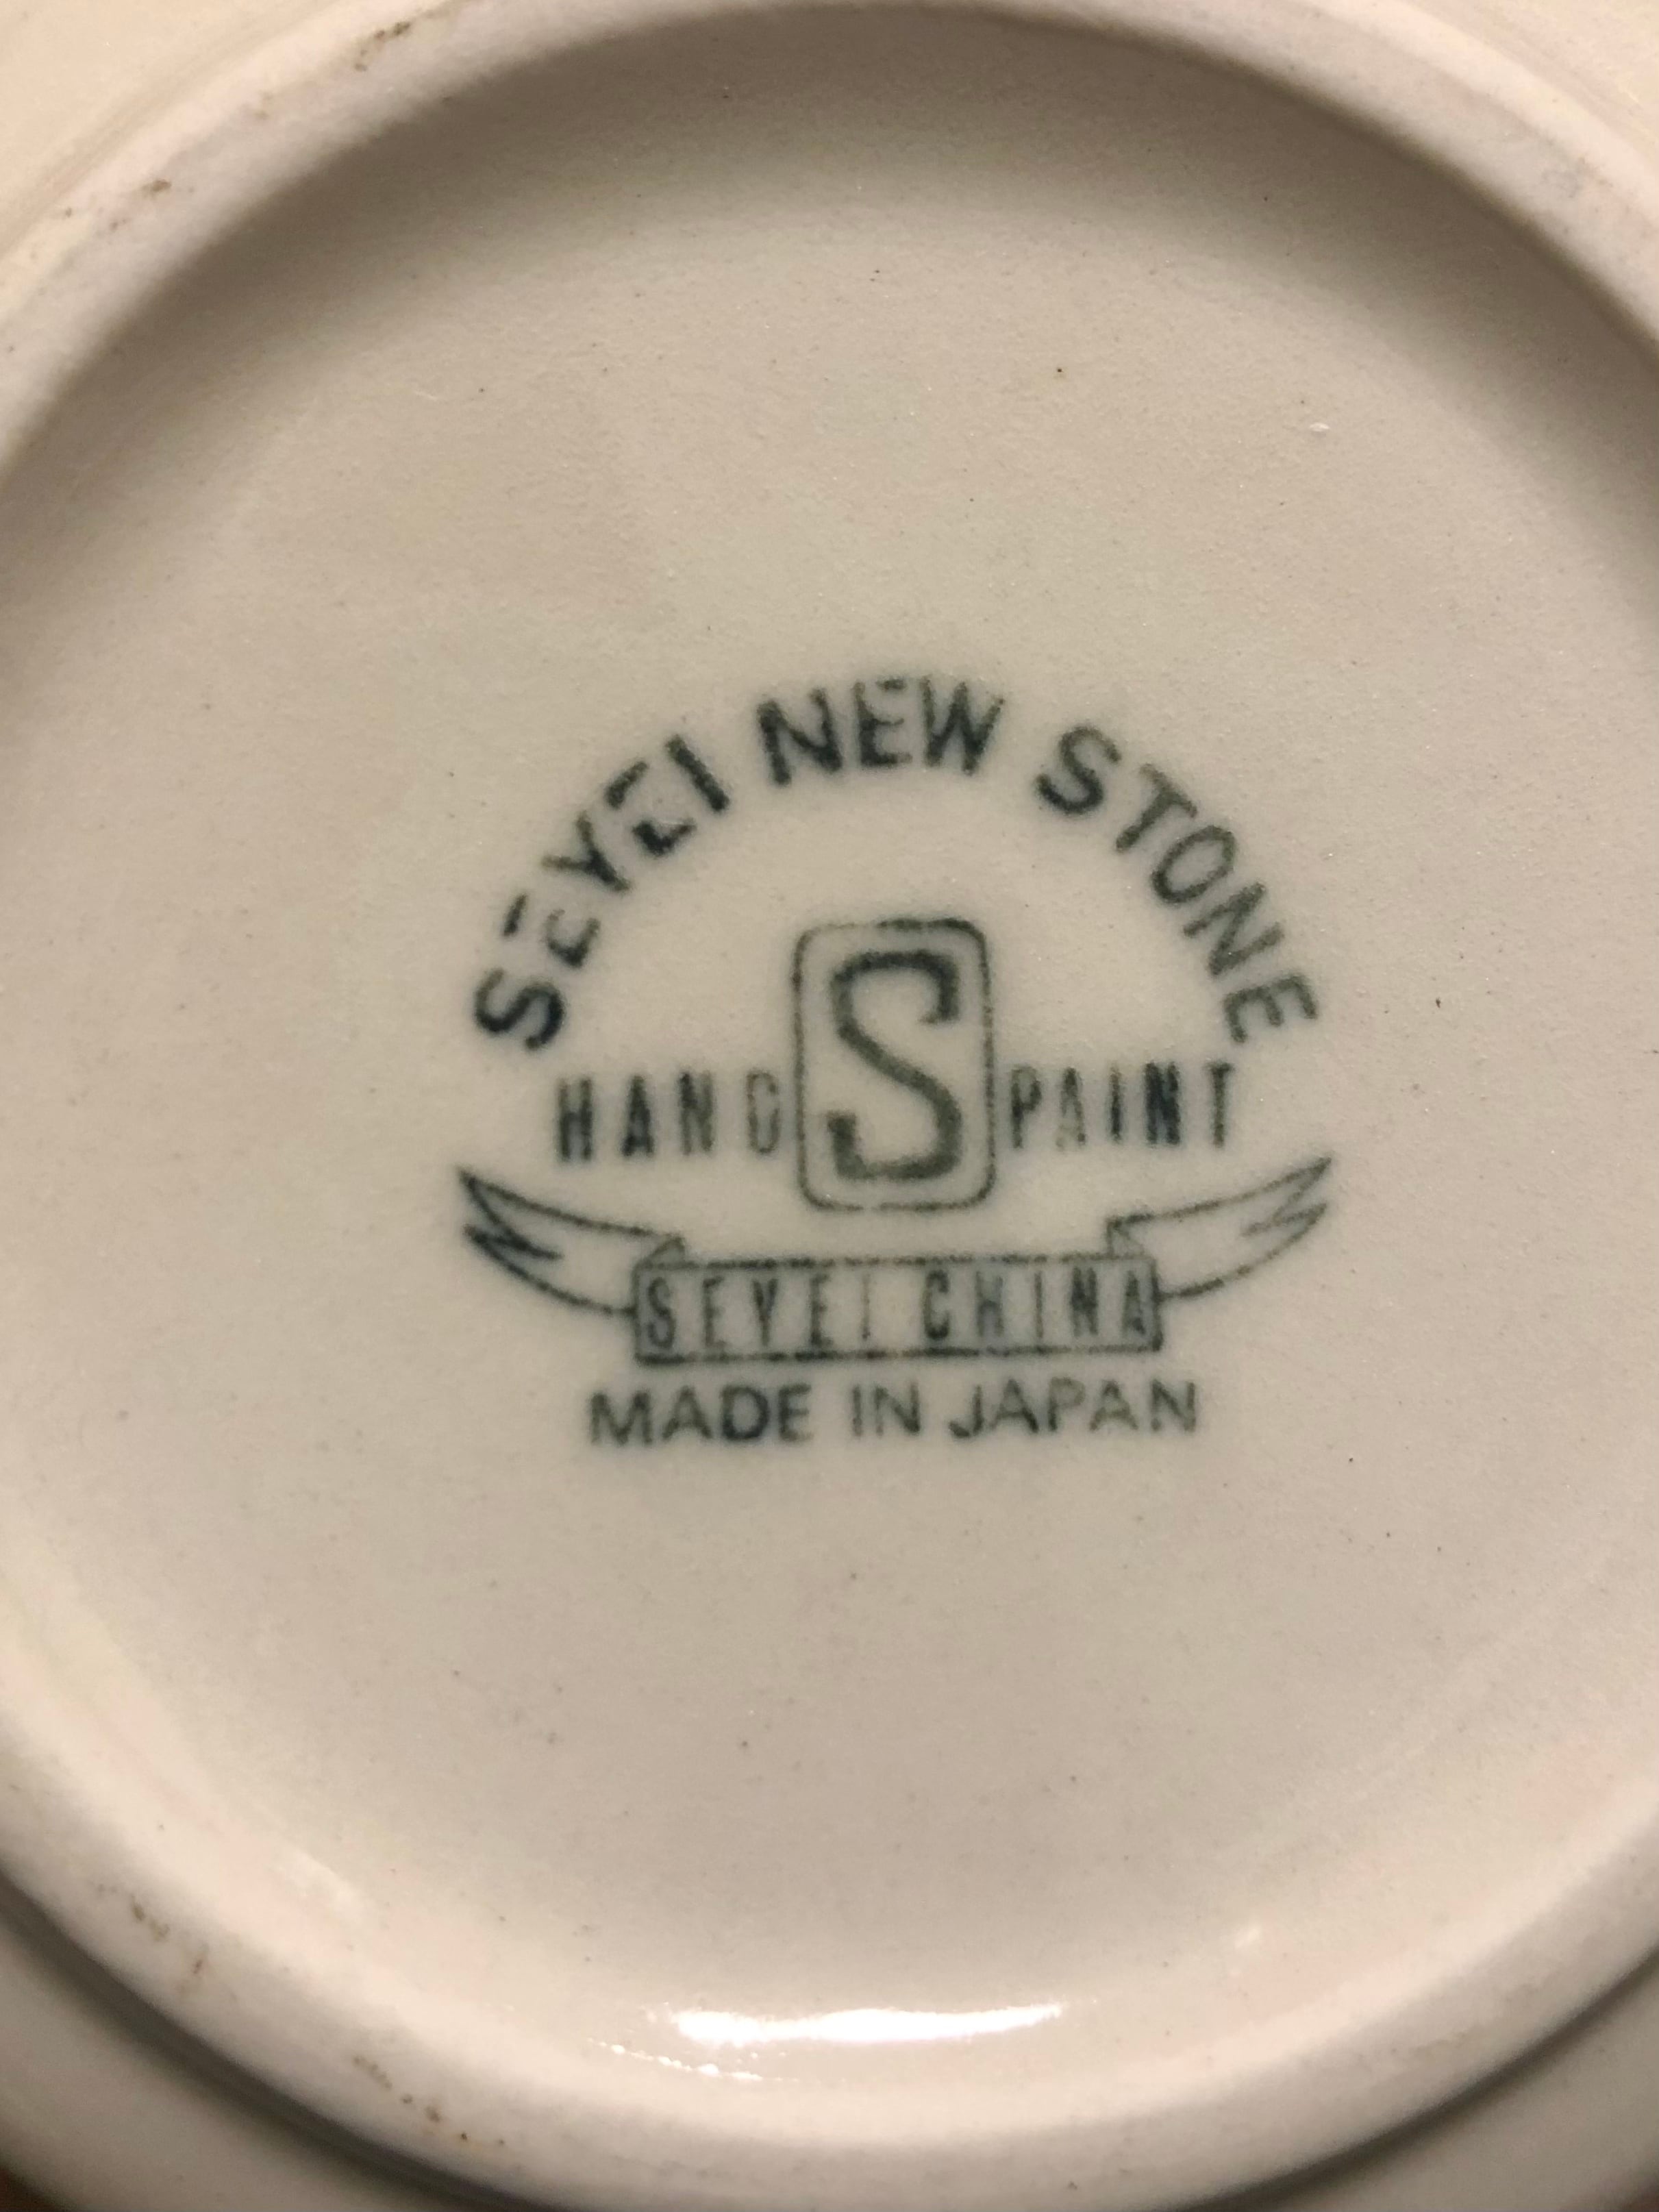 SEYEI NEW STONE
HAND S PAINT
SEYEI CHINA
MADE IN JAPAN